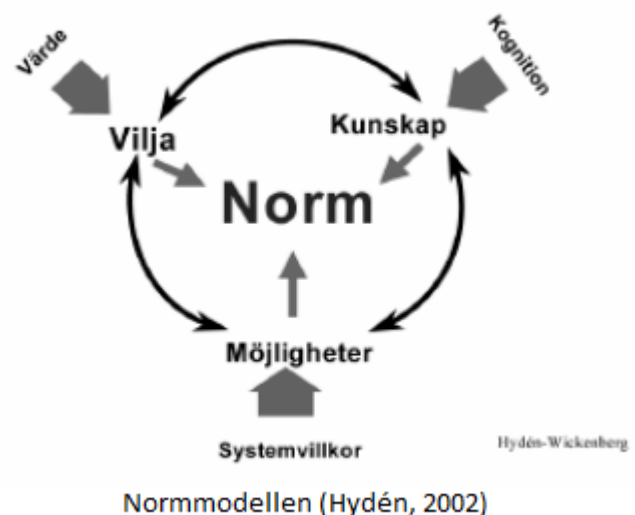 Värde
Kognition
Vilja
Kunskap
Norm
Möjligheter
Systemvillkor
Hydén-Wickenberg
Normmodellen (Hydén, 2002)